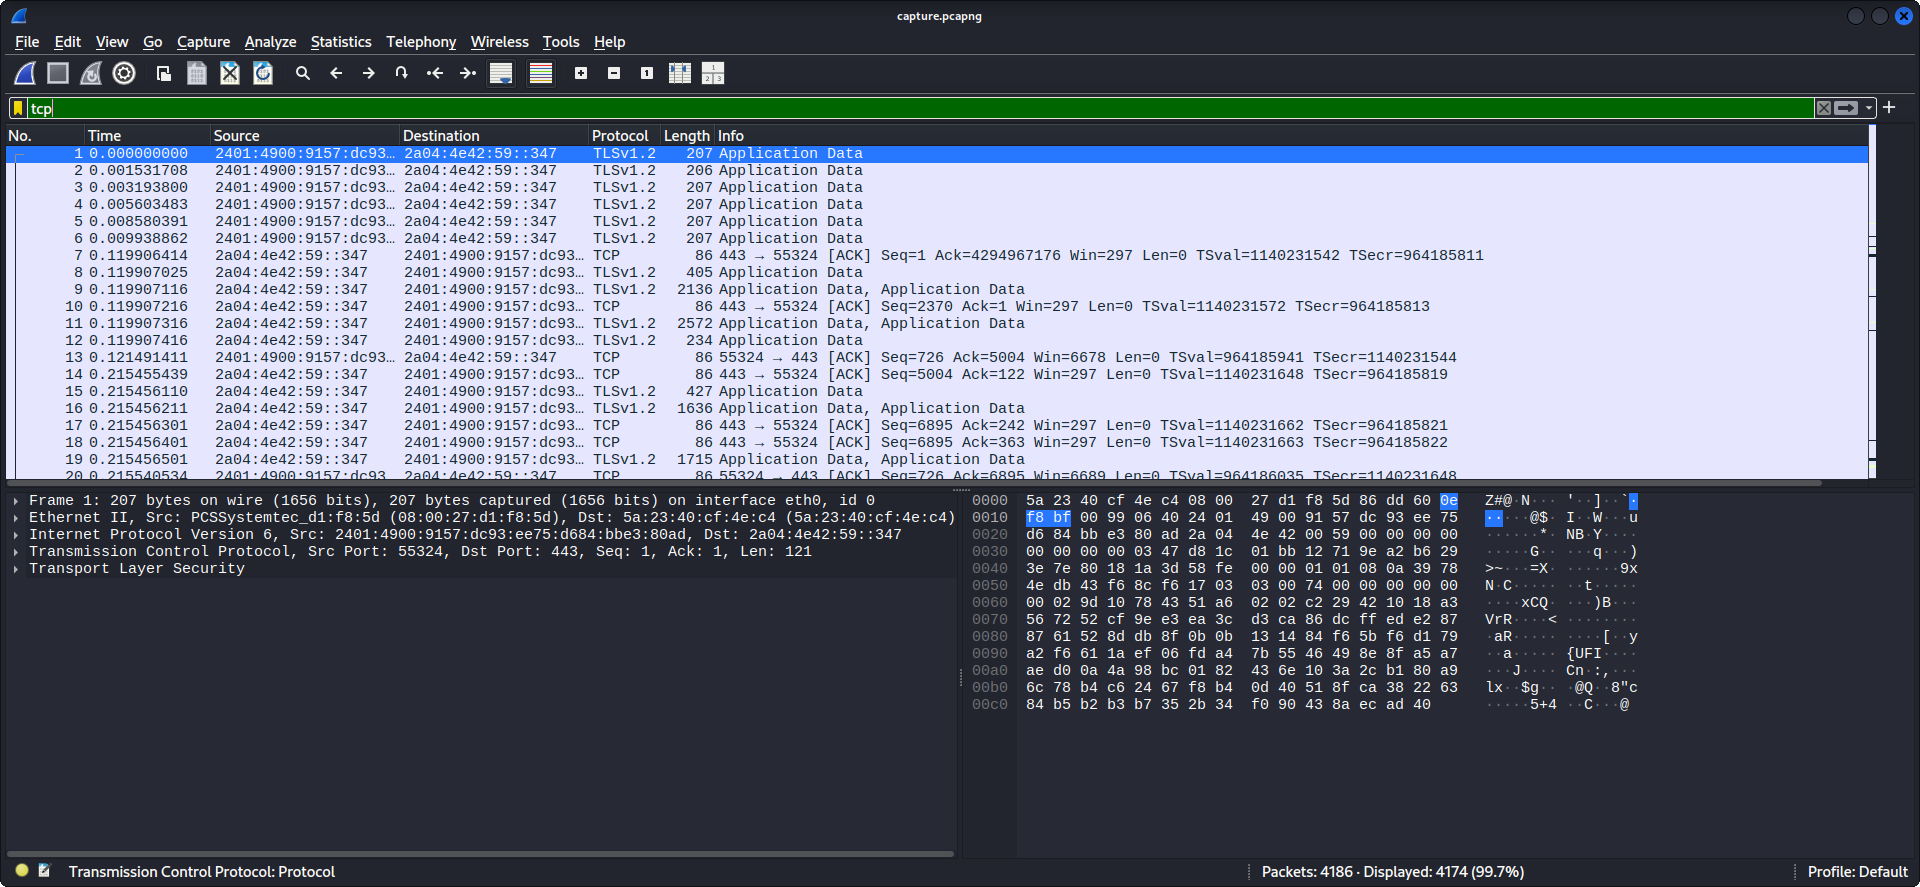 capture.pcapng
File Edit View Go Capture Analyze Statistics Telephony Wireless Tools Help
tcp
No. Time Source Destination Protocol Length Info
1 0.000000000 2401:4900:9157:dc93… 2a04:4e42:59::347 TLSv1.2 207 Application Data
2 0.001531708 2401:4900:9157:dc93… 2a04:4e42:59::347 TLSv1.2 206 Application Data
3 0.003193800 2401:4900:9157:dc93… 2a04:4e42:59::347 TLSv1.2 207 Application Data
4 0.005603483 2401:4900:9157:dc93… 2a04:4e42:59::347 TLSv1.2 207 Application Data
5 0.008580391 2401:4900:9157:dc93… 2a04:4e42:59::347 TLSv1.2 207 Application Data
6 0.009938862 2401:4900:9157:dc93… 2a04:4e42:59::347 TLSv1.2 207 Application Data
7 0.119906414 2a04:4e42:59::347 2401:4900:9157:dc93… TCP 86 443 → 55324 [ACK] Seq=1 Ack=4294967176 Win=297 Len=0 TSval=1140231542 TSecr=964185811
8 0.119907025 2a04:4e42:59::347 2401:4900:9157:dc93… TLSv1.2 405 Application Data
9 0.119907116 2a04:4e42:59::347 2401:4900:9157:dc93… TLSv1.2 2136 Application Data, Application Data
10 0.119907216 2a04:4e42:59::347 2401:4900:9157:dc93… TCP 86 443 → 55324 [ACK] Seq=2370 Ack=1 Win=297 Len=0 TSval=1140231572 TSecr=964185813
11 0.119907316 2a04:4e42:59::347 2401:4900:9157:dc93… TLSv1.2 2572 Application Data, Application Data
12 0.119907416 2a04:4e42:59::347 2401:4900:9157:dc93… TLSv1.2 234 Application Data
13 0.121491411 2401:4900:9157:dc93… 2a04:4e42:59::347 TCP 86 55324 → 443 [ACK] Seq=726 Ack=5004 Win=6678 Len=0 TSval=964185941 TSecr=1140231544
14 0.215455439 2a04:4e42:59::347 2401:4900:9157:dc93… TCP 86 443 → 55324 [ACK] Seq=5004 Ack=122 Win=297 Len=0 TSval=1140231648 TSecr=964185819
15 0.215456110 2a04:4e42:59::347 2401:4900:9157:dc93… TLSv1.2 427 Application Data
16 0.215456211 2a04:4e42:59::347 2401:4900:9157:dc93… TLSv1.2 1636 Application Data, Application Data
17 0.215456301 2a04:4e42:59::347 2401:4900:9157:dc93… TCP 86 443 → 55324 [ACK] Seq=6895 Ack=242 Win=297 Len=0 TSval=1140231662 TSecr=964185821
18 0.215456401 2a04:4e42:59::347 2401:4900:9157:dc93… TCP 86 443 → 55324 [ACK] Seq=6895 Ack=363 Win=297 Len=0 TSval=1140231663 TSecr=964185822
19 0.215456501 2a04:4e42:59::347 2401:4900:9157:dc93… TLSv1.2 1715 Application Data, Application Data
20 0.215540534 2401:4900:9157:dc93 2a04:4e42:59::347 TCP 86 55324 → 443 [ACK] Seq=726 Ack=6895 Win=6689 Len=0 TSval=964186035 TSecr=1140231648
Frame 1: 207 bytes on wire (1656 bits), 207 bytes captured (1656 bits) on interface eth0, id 0
Ethernet II, Src: PCSSystemtec_d1:f8:5d (08:00:27:d1:f8:5d), Dst: 5a:23:40:cf:4e:c4 (5a:23:40:cf:4e:c4)
Internet Protocol Version 6, Src: 2401:4900:9157:dc93:ee75:d684:bbe3:80ad, Dst: 2a04:4e42:59::347
Transmission Control Protocol, Src Port: 55324, Dst Port: 443, Seq: 1, Ack: 1, Len: 121
Transport Layer Security
0000 5a 23 40 cf 4e c4 08 00 27 d1 f8 5d 86 dd 60 0e Z#@·N··· '··]··`·
0010 f8 bf 00 99 06 40 24 01 49 00 91 57 dc 93 ee 75 ·····@$· I··W···u
0020 d6 84 bb e3 80 ad 2a 04 4e 42 00 59 00 00 00 00 ······*· NB·Y····
0030 00 00 00 00 03 47 d8 1c 01 bb 12 71 9e a2 b6 29 ·····G·· ···q···)
0040 3e 7e 80 18 1a 3d 58 fe 00 00 01 01 08 0a 39 78 >~···=X· ······9x
0050 4e db 43 f6 8c f6 17 03 03 00 74 00 00 00 00 00 N·C····· ··t·····
0060 00 02 9d 10 78 43 51 a6 02 02 c2 29 42 10 18 a3 ····xCQ· ···)B···
0070 56 72 52 cf 9e e3 ea 3c d3 ca 86 dc ff ed e2 87 VrR····< ········
0080 87 61 52 8d db 8f 0b 0b 13 14 84 f6 5b f6 d1 79 ·aR····· ····[··y
0090 a2 f6 61 1a ef 06 fd a4 7b 55 46 49 8e 8f a5 a7 ··a····· {UFI····
00a0 ae d0 0a 4a 98 bc 01 82 43 6e 10 3a 2c b1 80 a9 ···J···· Cn·:,···
00b0 6c 78 b4 c6 24 67 f8 b4 0d 40 51 8f ca 38 22 63 lx··$g·· ·@Q··8"c
00c0 84 b5 b2 b3 b7 35 2b 34 f0 90 43 8a ec ad 40 ·····5+4 ··C···@
Transmission Control Protocol: Protocol
Packets: 4186 · Displayed: 4174 (99.7%)
Profile: Default